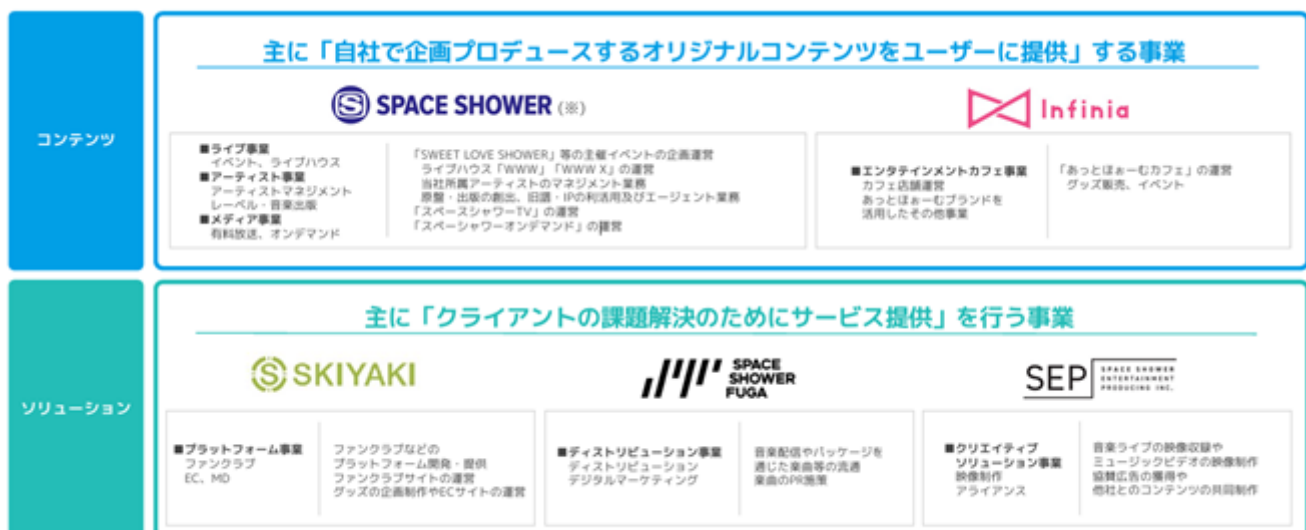 コンテンツ
主に「自社で企画プロデュースするオリジナルコンテンツをユーザーに提供」する事業
SPACE SHOWER (※)
■ライブ事業
イベント、ライブハウス
■アーティスト事業
アーティストマネジメント
レーベル・音楽出版
■メディア事業
有料放送、オンデマンド
「SWEET LOVE SHOWER」等の主催イベントの企画運営
ライブハウス「WWW」「WWW X」の運営
当社所属アーティストのマネジメント業務
原盤・出版の創出、旧譜・IPの利活用及びエージェント業務
「スペースシャワーTV」の運営
「スペーシャワーオンデマンド」の運営
Infinia
■エンタテインメントカフェ事業
カフェ店舗運営
あっとほぉーむブランドを
活用したその他事業
「あっとほぉーむカフェ」の運営
グッズ販売、イベント
ソリューション
主に「クライアントの課題解決のためにサービス提供」を行う事業
SKIYAKI
■プラットフォーム事業
ファンクラブ
EC、MD
ファンクラブなどの
プラットフォーム開発・提供
ファンクラブサイトの運営
グッズの企画制作やECサイトの運営
SPACE
SHOWER
FUGA
■ディストリビューション事業
ディストリビューション
デジタルマーケティング
音楽配信やパッケージを
通じた楽曲等の流通
楽曲のPR施策
SEP
SPACE SHOWER
ENTERTAINMENT
PRODUCING INC.
■クリエイティブ
ソリューション事業
映像制作
アライアンス
音楽ライブの映像収録や
ミュージックビデオの映像制作
協賛広告の獲得や
他社とのコンテンツの共同制作